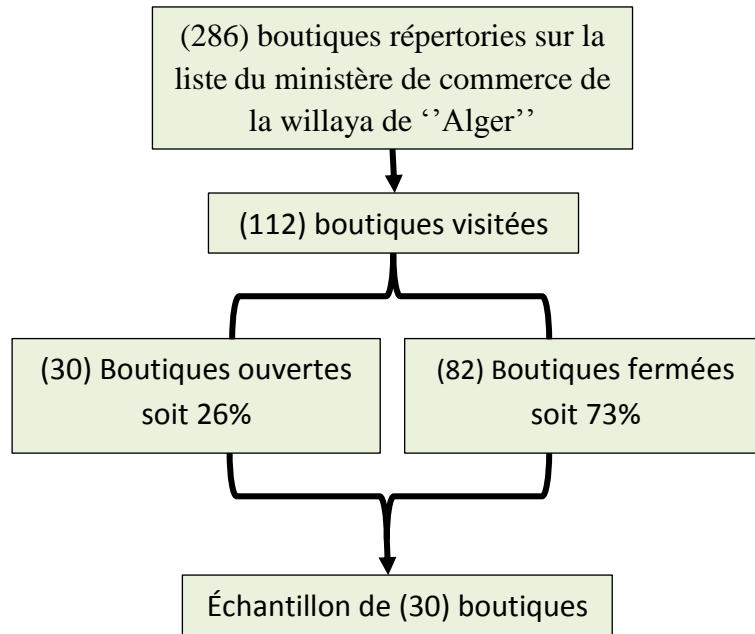 (286) boutiques répertories sur la
liste du ministère de commerce de
la willaya de ‘’Alger’’
(112) boutiques visitées
(30) Boutiques ouvertes
soit 26%
(82) Boutiques fermées
soit 73%
Échantillon de (30) boutiques